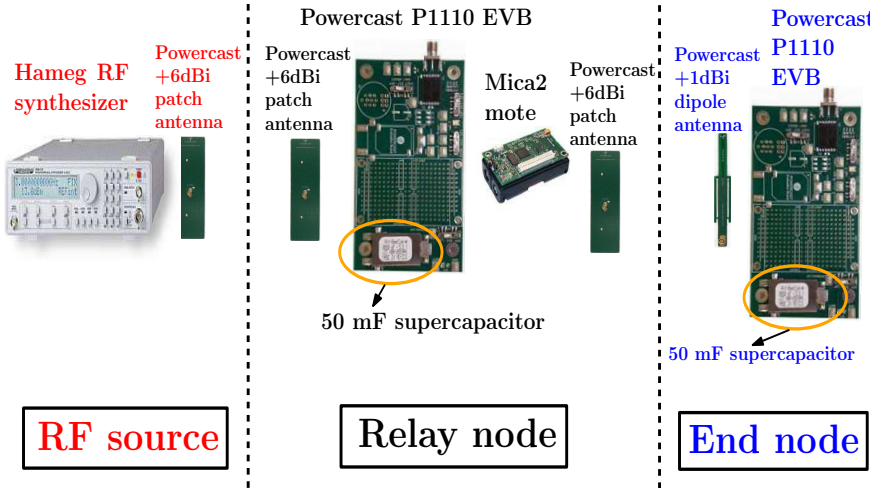 Hameg RF
synthesizer
Powercast
+6dBi
patch
antenna
RF source
Powercast P1110 EVB
Powercast
+6dBi
patch
antenna
Mica2
mote
Powercast
+6dBi
patch
antenna
50 mF supercapacitor
Relay node
Powercast
+1dBi
dipole
antenna
Powercast
P1110
EVB
50 mF supercapacitor
End node